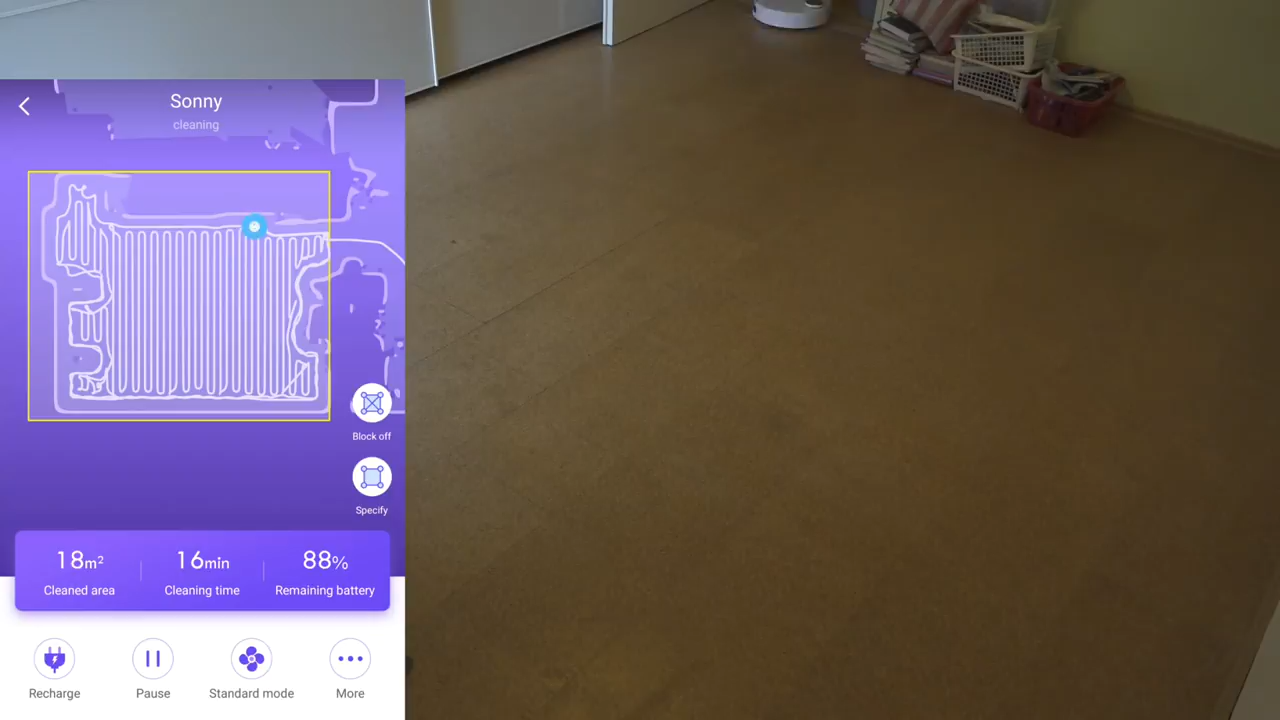 Sonny
cleaning
Block off
Specify
18m²
16min
88%
Cleaned area
Cleaning time
Remaining battery
Recharge
Pause
Standard mode
More